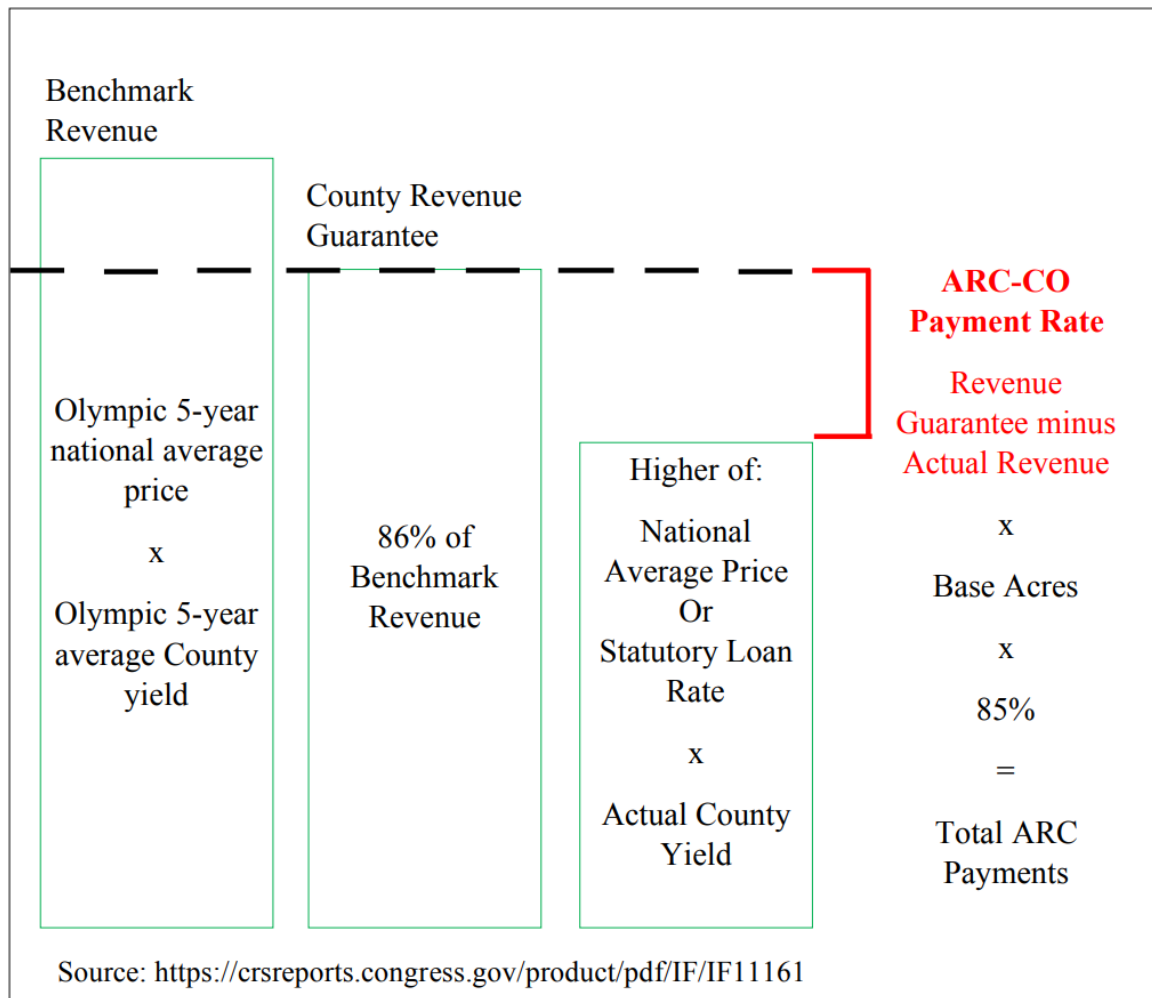 Benchmark
Revenue
Olympic 5-year
national average
price
x
Olympic 5-year
average County
yield
County Revenue
Guarantee
86% of
Benchmark
Revenue
Higher of:
National
Average Price
Or
Statutory Loan
Rate
x
Actual County
Yield
ARC-CO
Payment Rate
Revenue
Guarantee minus
Actual Revenue
x
Base Acres
x
85%
=
Total ARC
Payments
Source: https://crsreports.congress.gov/product/pdf/IF/IF11161